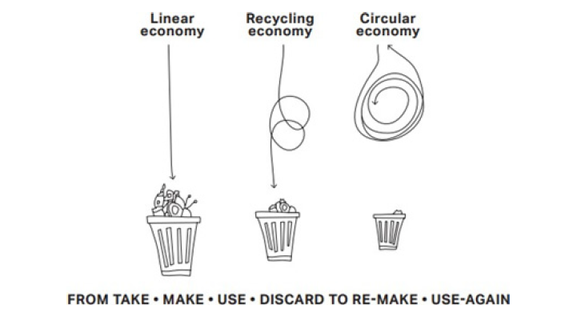 Linear
economy
Recycling
economy
Circular
economy
FROM TAKE • MAKE • USE • DISCARD TO RE-MAKE • USE-AGAIN